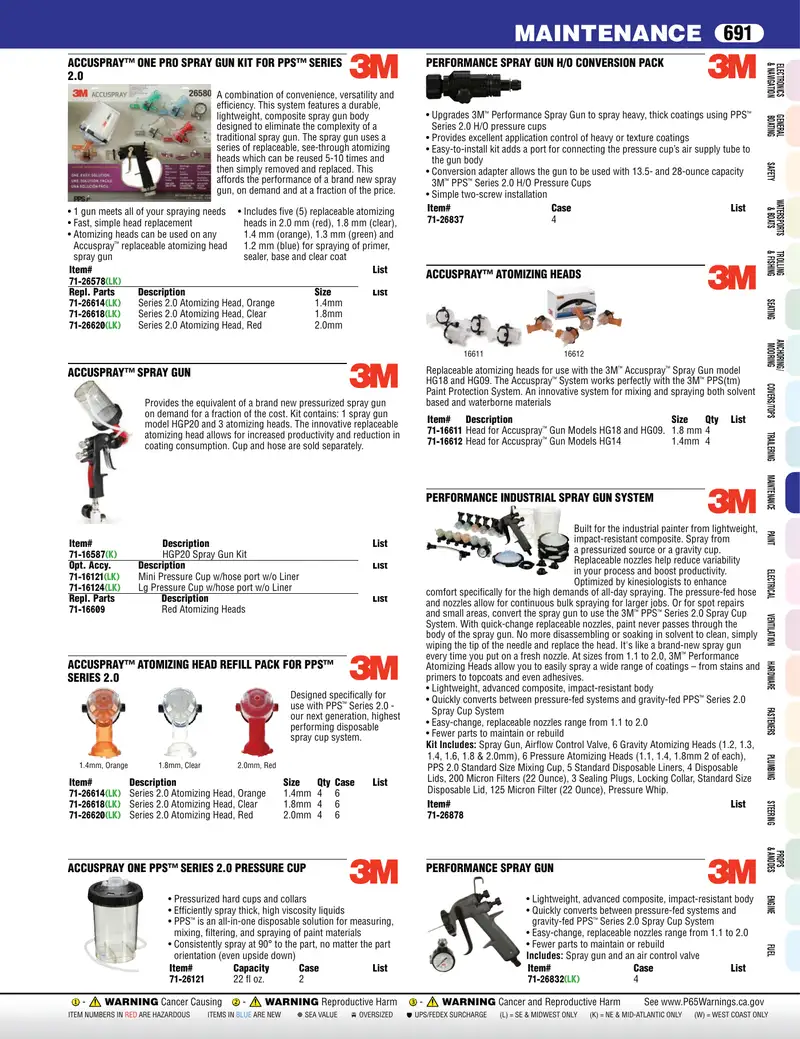 MAINTENANCE 691
ACCUSPRAY™ ONE PRO SPRAY GUN KIT FOR PPS™ SERIES
2.0
3M
3M ACCUSPRAY
26580
A combination of convenience, versatility and
efficiency. This system features a durable,
lightweight, composite spray gun body
designed to eliminate the complexity of a
traditional spray gun. The spray gun uses a
series of replaceable, see-through atomizing
heads which can be reused 5-10 times and
then simply removed and replaced. This
affords the performance of a brand new spray
gun, on demand and at a fraction of the price.
• 1 gun meets all of your spraying needs
• Fast, simple head replacement
• Atomizing heads can be used on any
Accuspray™ replaceable atomizing head
spray gun
• Includes five (5) replaceable atomizing
heads in 2.0 mm (red), 1.8 mm (clear),
1.4 mm (orange), 1.3 mm (green) and
1.2 mm (blue) for spraying of primer,
sealer, base and clear coat
Item# List
71-26578(LK)
Repl. Parts Description Size List
71-26614(LK) Series 2.0 Atomizing Head, Orange 1.4mm
71-26618(LK) Series 2.0 Atomizing Head, Clear 1.8mm
71-26620(LK) Series 2.0 Atomizing Head, Red 2.0mm
ACCUSPRAY™ SPRAY GUN
3M
Provides the equivalent of a brand new pressurized spray gun
on demand for a fraction of the cost. Kit contains: 1 spray gun
model HGP20 and 3 atomizing heads. The innovative replaceable
atomizing head allows for increased productivity and reduction in
coating consumption. Cup and hose are sold separately.
Item# Description List
71-16587(K) HGP20 Spray Gun Kit
Opt. Accy. Description List
71-16121(LK) Mini Pressure Cup w/hose port w/o Liner
71-16124(LK) Lg Pressure Cup w/hose port w/o Liner
Repl. Parts Description List
71-16609 Red Atomizing Heads
ACCUSPRAY™ ATOMIZING HEAD REFILL PACK FOR PPS™
SERIES 2.0
3M
Designed specifically for
use with PPS™ Series 2.0 -
our next generation, highest
performing disposable
spray cup system.
1.4mm, Orange 1.8mm, Clear 2.0mm, Red
Item# Description Size Qty Case List
71-26614(LK) Series 2.0 Atomizing Head, Orange 1.4mm 4 6
71-26618(LK) Series 2.0 Atomizing Head, Clear 1.8mm 4 6
71-26620(LK) Series 2.0 Atomizing Head, Red 2.0mm 4 6
ACCUSPRAY ONE PPS™ SERIES 2.0 PRESSURE CUP
3M
• Pressurized hard cups and collars
• Efficiently spray thick, high viscosity liquids
• PPS™ is an all-in-one disposable solution for measuring,
mixing, filtering, and spraying of paint materials
• Consistently spray at 90° to the part, no matter the part
orientation (even upside down)
Item# Capacity Case List
71-26121 22 fl oz. 2
PERFORMANCE SPRAY GUN H/O CONVERSION PACK
3M
• Upgrades 3M™ Performance Spray Gun to spray heavy, thick coatings using PPS™
Series 2.0 H/O pressure cups
• Provides excellent application control of heavy or texture coatings
• Easy-to-install kit adds a port for connecting the pressure cup's air supply tube to
the gun body
• Conversion adapter allows the gun to be used with 13.5- and 28-ounce capacity
3M™ PPS™ Series 2.0 H/O Pressure Cups
• Simple two-screw installation
Item# Case List
71-26837 4
ACCUSPRAY™ ATOMIZING HEADS
3M
16611 16612
Replaceable atomizing heads for use with the 3M™ Accuspray™ Spray Gun model
HG18 and HG09. The Accuspray™ System works perfectly with the 3M™ PPS(tm)
Paint Protection System. An innovative system for mixing and spraying both solvent
based and waterborne materials
Item# Description Size Qty List
71-16611 Head for Accuspray™ Gun Models HG18 and HG09. 1.8 mm 4
71-16612 Head for Accuspray™ Gun Models HG14 1.4mm 4
PERFORMANCE INDUSTRIAL SPRAY GUN SYSTEM
3M
Built for the industrial painter from lightweight,
impact-resistant composite. Spray from
a pressurized source or a gravity cup.
Replaceable nozzles help reduce variability
in your process and boost productivity.
Optimized by kinesiologists to enhance
comfort specifically for the high demands of all-day spraying. The pressure-fed hose
and nozzles allow for continuous bulk spraying for larger jobs. Or for spot repairs
and small areas, convert the spray gun to use the 3M™ PPS™ Series 2.0 Spray Cup
System. With quick-change replaceable nozzles, paint never passes through the
body of the spray gun. No more disassembling or soaking in solvent to clean, simply
wiping the tip of the needle and replace the head. It's like a brand-new spray gun
every time you put on a fresh nozzle. At sizes from 1.1 to 2.0, 3M™ Performance
Atomizing Heads allow you to easily spray a wide range of coatings – from stains and
primers to topcoats and even adhesives.
• Lightweight, advanced composite, impact-resistant body
• Quickly converts between pressure-fed systems and gravity-fed PPS™ Series 2.0
Spray Cup System
• Easy-change, replaceable nozzles range from 1.1 to 2.0
• Fewer parts to maintain or rebuild
Kit Includes: Spray Gun, Airflow Control Valve, 6 Gravity Atomizing Heads (1.2, 1.3,
1.4, 1.6, 1.8 & 2.0mm), 6 Pressure Atomizing Heads (1.1, 1.4, 1.8mm 2 of each),
PPS 2.0 Standard Size Mixing Cup, 5 Standard Disposable Liners, 4 Disposable
Lids, 200 Micron Filters (22 Ounce), 3 Sealing Plugs, Locking Collar, Standard Size
Disposable Lid, 125 Micron Filter (22 Ounce), Pressure Whip.
Item# List
71-26878
PERFORMANCE SPRAY GUN
3M
• Lightweight, advanced composite, impact-resistant body
• Quickly converts between pressure-fed systems and
gravity-fed PPS™ Series 2.0 Spray Cup System
• Easy-change, replaceable nozzles range from 1.1 to 2.0
• Fewer parts to maintain or rebuild
Includes: Spray gun and an air control valve
Item# Case List
71-26832(LK) 4
ELECTRONICS
& NAVIGATION
GENERAL
BOATING
SAFETY
WATERSPORTS
& BOATS
TROLLING
& FISHING
SEATING
ANCHORING/
MOORING
COVERS/TOPS
TRAILERING
MAINTENANCE
PAINT
ELECTRICAL
VENTILATION
HARDWARE
FASTENERS
PLUMBING
STEERING
PROPS
& ANODES
ENGINE
FUEL
1 - WARNING Cancer Causing 2 - WARNING Reproductive Harm 3 - WARNING Cancer and Reproductive Harm See www.P65Warnings.ca.gov
ITEM NUMBERS IN RED ARE HAZARDOUS ITEMS IN BLUE ARE NEW SEA VALUE OVERSIZED UPS/FEDEX SURCHARGE (L) = SE & MIDWEST ONLY (K) = NE & MID-ATLANTIC ONLY (W) = WEST COAST ONLY